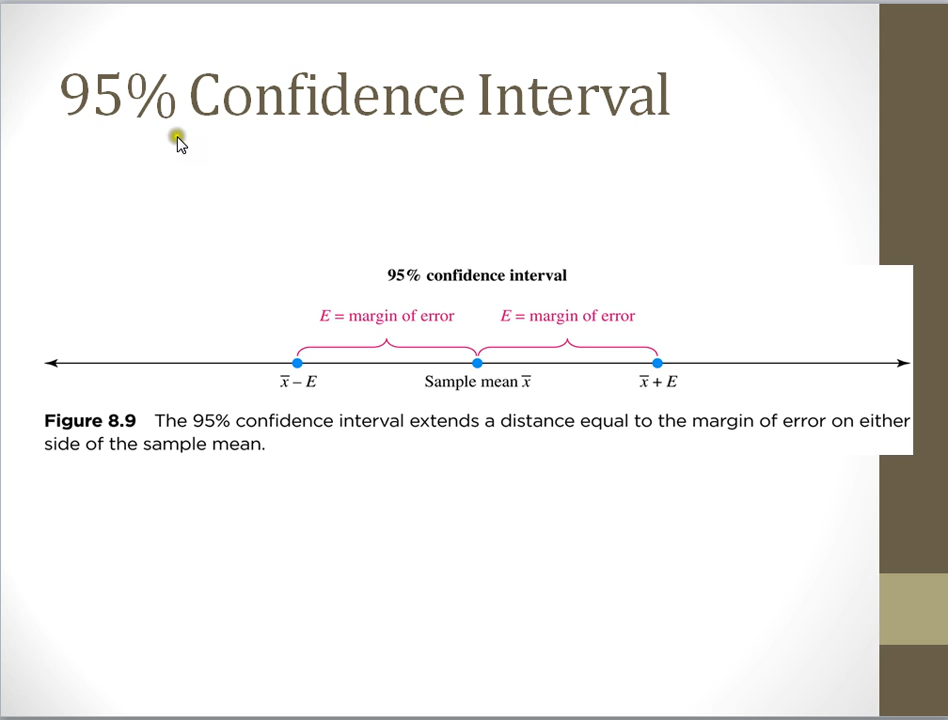 95% Confidence Interval
95% confidence interval
E = margin of error E = margin of error
x̅ – E Sample mean x̅ x̅ + E
Figure 8.9 The 95% confidence interval extends a distance equal to the margin of error on either
side of the sample mean.